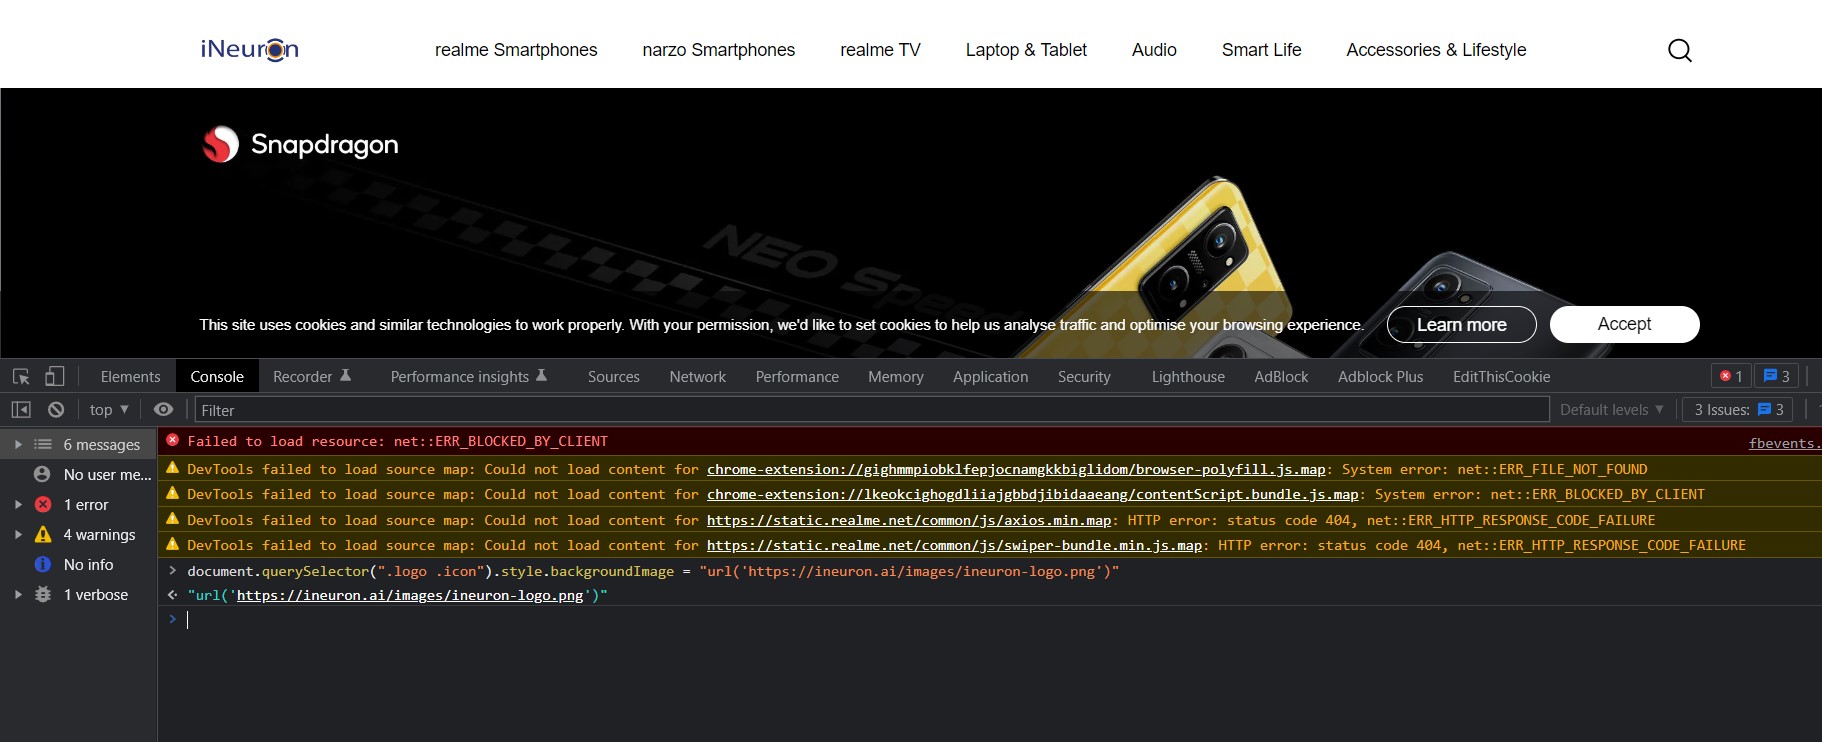 iNeuron
realme Smartphones narzo Smartphones realme TV Laptop & Tablet Audio Smart Life Accessories & Lifestyle
Snapdragon
NEO Speed
This site uses cookies and similar technologies to work properly. With your permission, we'd like to set cookies to help us analyse traffic and optimise your browsing experience. Learn more Accept
Elements Console Recorder Performance insights Sources Network Performance Memory Application Security Lighthouse AdBlock Adblock Plus EditThisCookie 1 3
top Filter Default levels 3 Issues: 3
6 messages
No user me...
1 error
4 warnings
No info
1 verbose
Failed to load resource: net::ERR_BLOCKED_BY_CLIENT fbevents.
DevTools failed to load source map: Could not load content for chrome-extension://gighmmpiobklfepjocnamgkkbiglidom/browser-polyfill.js.map: System error: net::ERR_FILE_NOT_FOUND
DevTools failed to load source map: Could not load content for chrome-extension://lkeokcighogdliiajgbbdjibidaaeang/contentScript.bundle.js.map: System error: net::ERR_BLOCKED_BY_CLIENT
DevTools failed to load source map: Could not load content for https://static.realme.net/common/js/axios.min.map: HTTP error: status code 404, net::ERR_HTTP_RESPONSE_CODE_FAILURE
DevTools failed to load source map: Could not load content for https://static.realme.net/common/js/swiper-bundle.min.js.map: HTTP error: status code 404, net::ERR_HTTP_RESPONSE_CODE_FAILURE
> document.querySelector(".logo .icon").style.backgroundImage = "url('https://ineuron.ai/images/ineuron-logo.png')"
"url('https://ineuron.ai/images/ineuron-logo.png')"
>